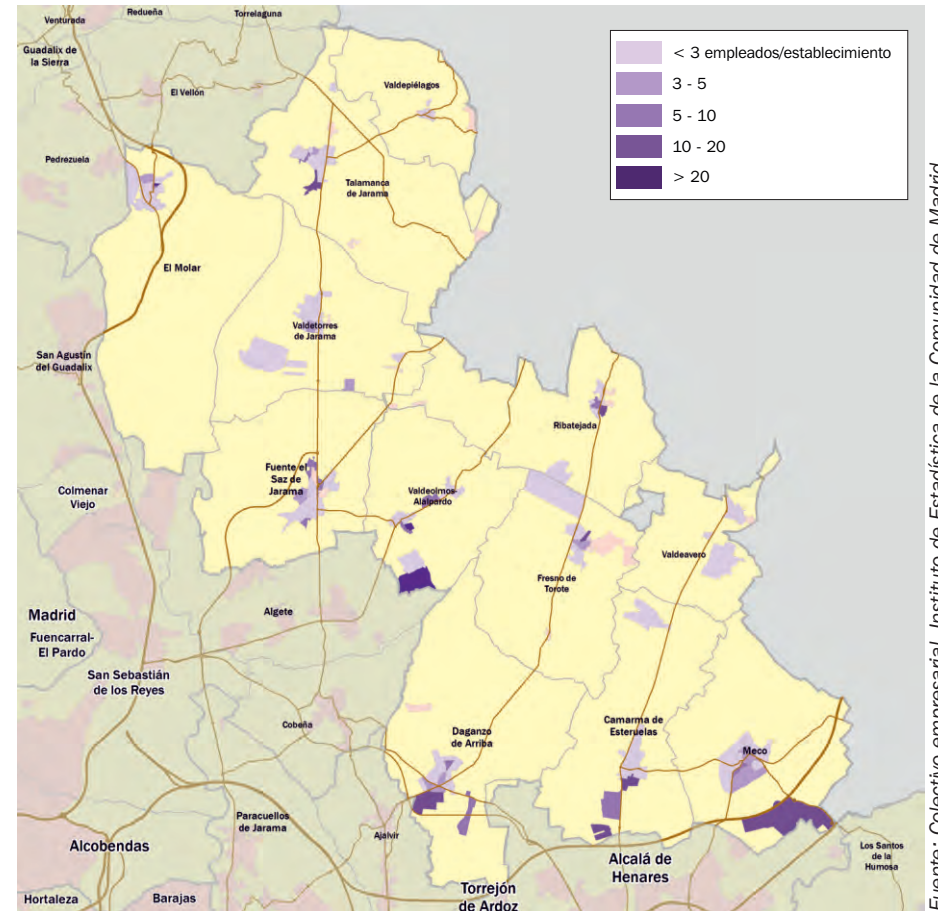 Venturada
Redueña
Torrelaguna
Guadalix de
la Sierra
El Vellón
Valdepiélagos
Pedrezuela
Talamanca
de Jarama
El Molar
Valdetorres
de Jarama
San Agustín
del Guadalix
Ribatejada
Fuente el
Saz de
Jarama
Colmenar
Viejo
Valdeolmos-
Alalpardo
Valdeavero
Fresno de
Torote
Algete
Madrid
Fuencarral-
El Pardo
San Sebastián
de los Reyes
Cobeña
Daganzo
de Arriba
Camarma de
Esteruelas
Meco
Paracuellos
de Jarama
Ajalvir
Alcobendas
Los Santos
de la
Humosa
Alcalá de
Henares
Torrejón
de Ardoz
Hortaleza
Barajas
< 3 empleados/establecimiento
3 - 5
5 - 10
10 - 20
> 20
Fuente: Colectivo empresarial. Instituto de Estadística de la Comunidad de Madrid